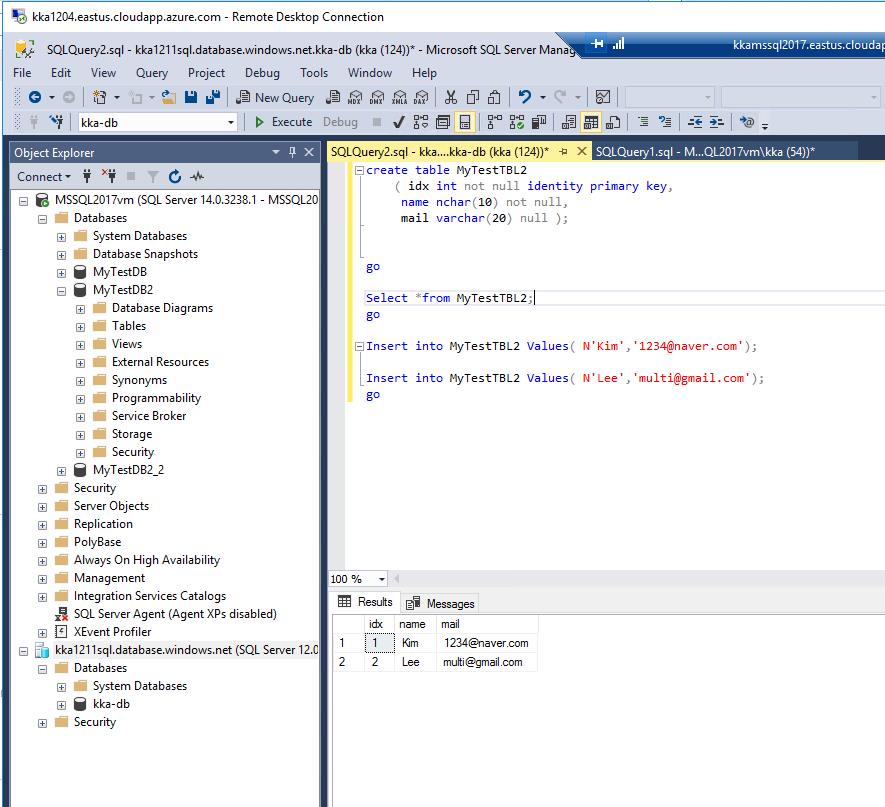 kka1204.eastus.cloudapp.azure.com - Remote Desktop Connection
SQLQuery2.sql - kka1211sql.database.windows.net.kka-db (kka (124))* - Microsoft SQL Server Manag
kkamssql2017.eastus.cloudapp
File Edit View Query Project Debug Tools Window Help
New Query MDX DMX XMLA DAX
kka-db Execute Debug
Object Explorer
SQLQuery2.sql - kka....kka-db (kka (124))* SQLQuery1.sql - M...QL2017vm\kka (54))*
Connect
MSSQL2017vm (SQL Server 14.0.3238.1 - MSSQL20
Databases
System Databases
Database Snapshots
MyTestDB
MyTestDB2
Database Diagrams
Tables
Views
External Resources
Synonyms
Programmability
Service Broker
Storage
Security
MyTestDB2_2
Security
Server Objects
Replication
PolyBase
Always On High Availability
Management
Integration Services Catalogs
SQL Server Agent (Agent XPs disabled)
XEvent Profiler
kka1211sql.database.windows.net (SQL Server 12.0
Databases
System Databases
kka-db
Security
create table MyTestTBL2
( idx int not null identity primary key,
name nchar(10) not null,
mail varchar(20) null );
go
Select *from MyTestTBL2;
go
Insert into MyTestTBL2 Values( N'Kim','1234@naver.com');
Insert into MyTestTBL2 Values( N'Lee','multi@gmail.com');
go
100 %
Results Messages
idx name mail
1 1 Kim 1234@naver.com
2 2 Lee multi@gmail.com